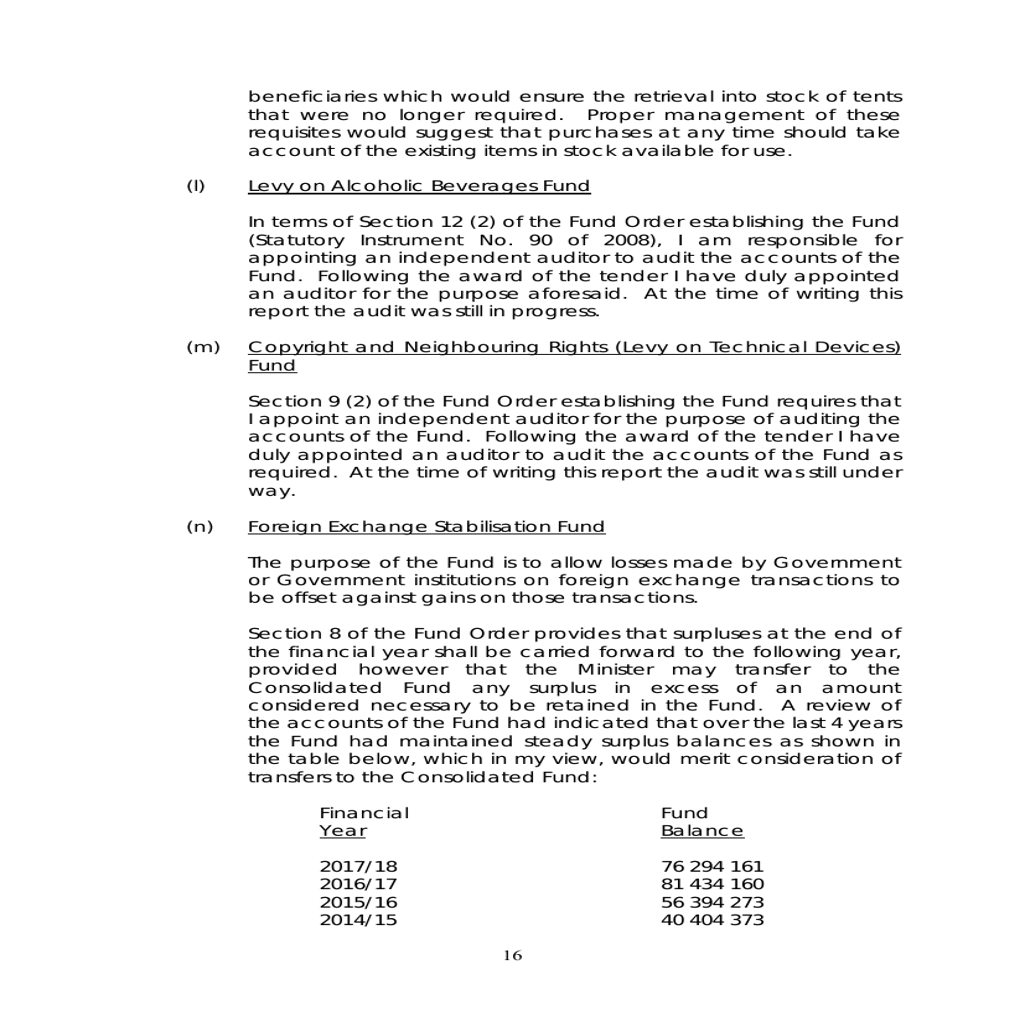 beneficiaries which would ensure the retrieval into stock of tents
that were no longer required. Proper management of these
requisites would suggest that purchases at any time should take
account of the existing items in stock available for use.
(l) Levy on Alcoholic Beverages Fund
In terms of Section 12 (2) of the Fund Order establishing the Fund
(Statutory Instrument No. 90 of 2008), I am responsible for
appointing an independent auditor to audit the accounts of the
Fund. Following the award of the tender I have duly appointed
an auditor for the purpose aforesaid. At the time of writing this
report the audit was still in progress.
(m) Copyright and Neighbouring Rights (Levy on Technical Devices)
Fund
Section 9 (2) of the Fund Order establishing the Fund requires that
I appoint an independent auditor for the purpose of auditing the
accounts of the Fund. Following the award of the tender I have
duly appointed an auditor to audit the accounts of the Fund as
required. At the time of writing this report the audit was still under
way.
(n) Foreign Exchange Stabilisation Fund
The purpose of the Fund is to allow losses made by Government
or Government institutions on foreign exchange transactions to
be offset against gains on those transactions.
Section 8 of the Fund Order provides that surpluses at the end of
the financial year shall be carried forward to the following year,
provided however that the Minister may transfer to the
Consolidated Fund any surplus in excess of an amount
considered necessary to be retained in the Fund. A review of
the accounts of the Fund had indicated that over the last 4 years
the Fund had maintained steady surplus balances as shown in
the table below, which in my view, would merit consideration of
transfers to the Consolidated Fund:
Financial Fund
Year Balance
2017/18 76 294 161
2016/17 81 434 160
2015/16 56 394 273
2014/15 40 404 373
16